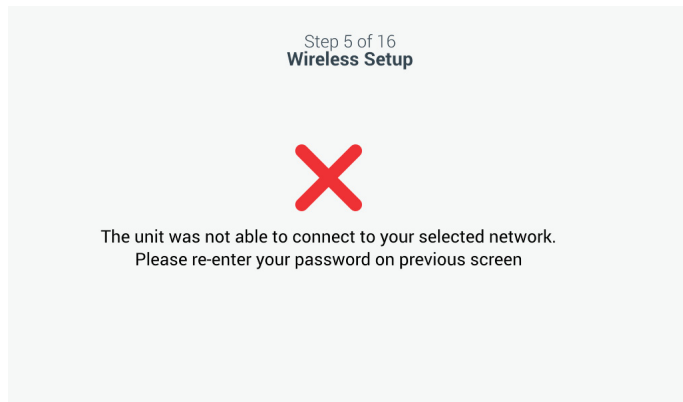 Step 5 of 16
Wireless Setup
The unit was not able to connect to your selected network.
Please re-enter your password on previous screen